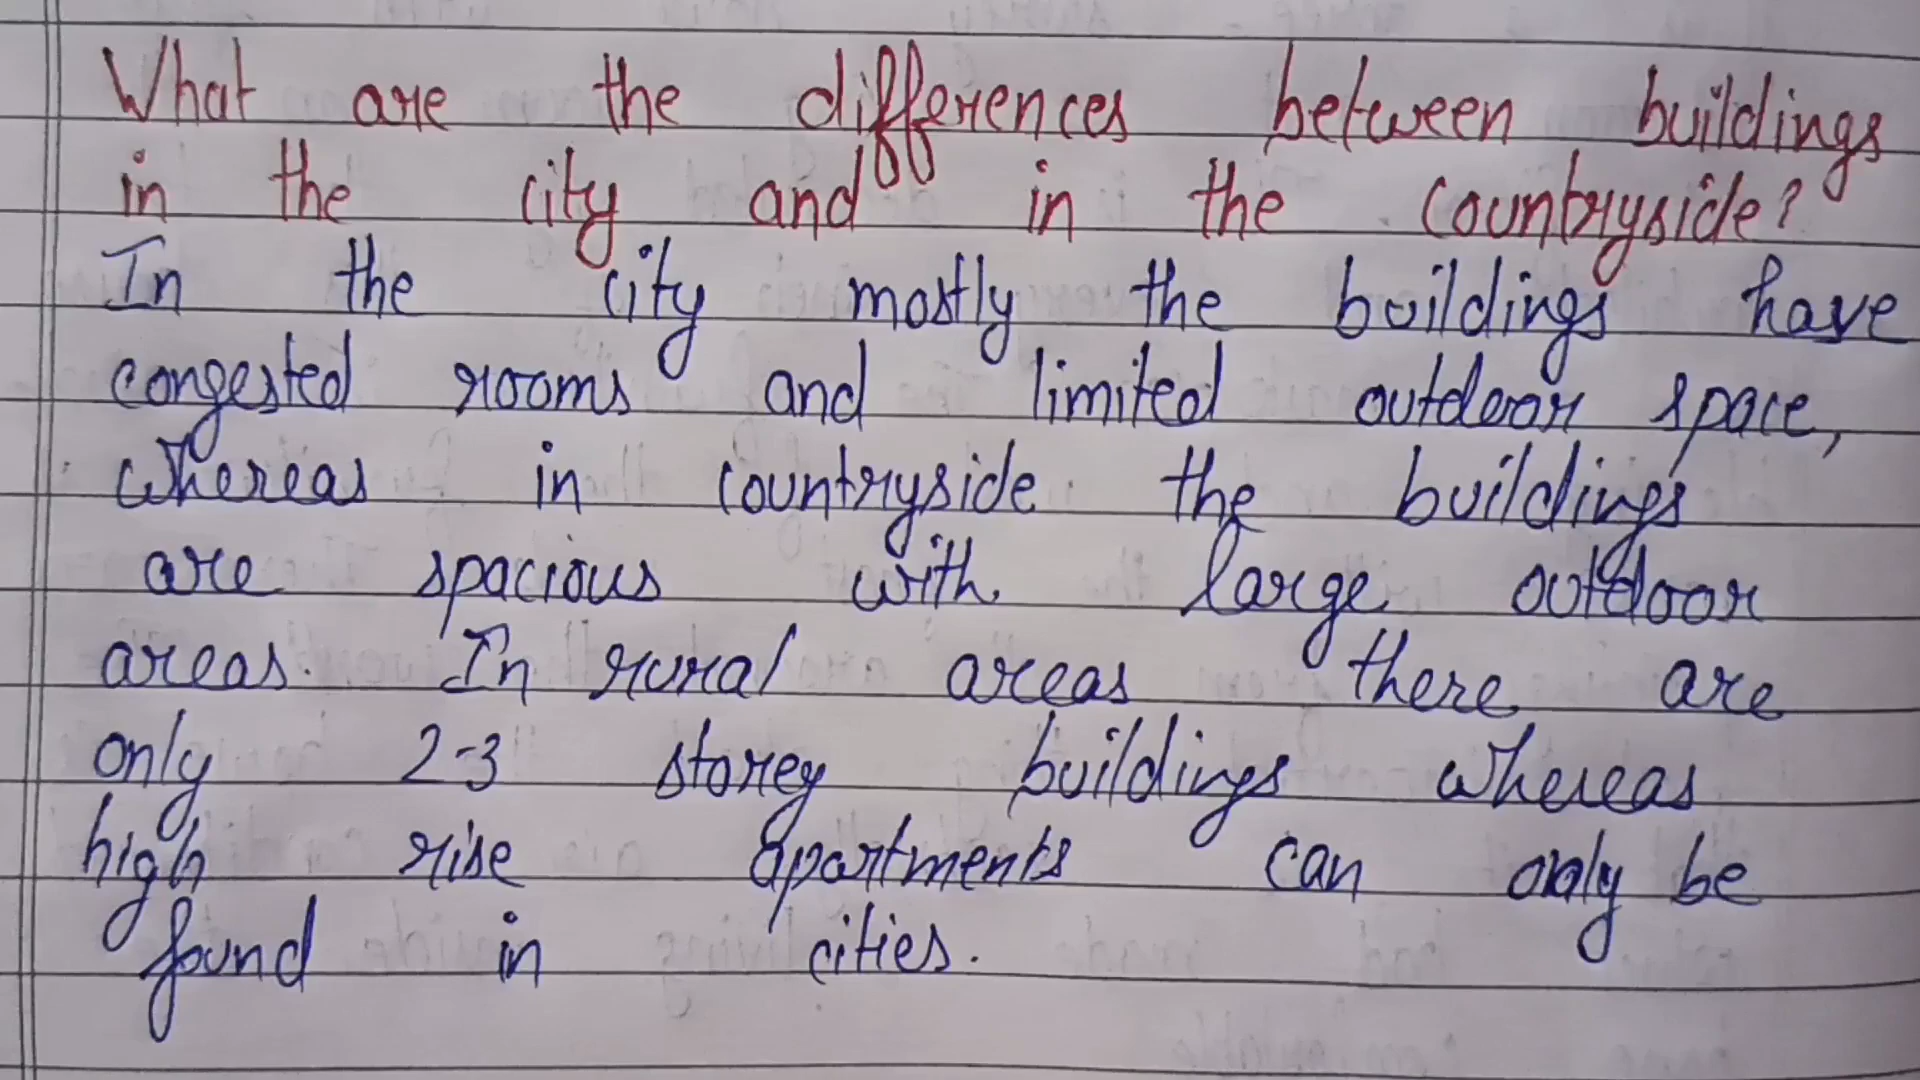 What are the differences between buildings
in the city and in the countryside?
In the city mostly the buildings have
congested rooms and limited outdoor space,
whereas in countryside the buildings
are spacious with large outdoor
areas. In rural areas there are
only 2-3 storey buildings whereas
high rise apartments can only be
found in cities.